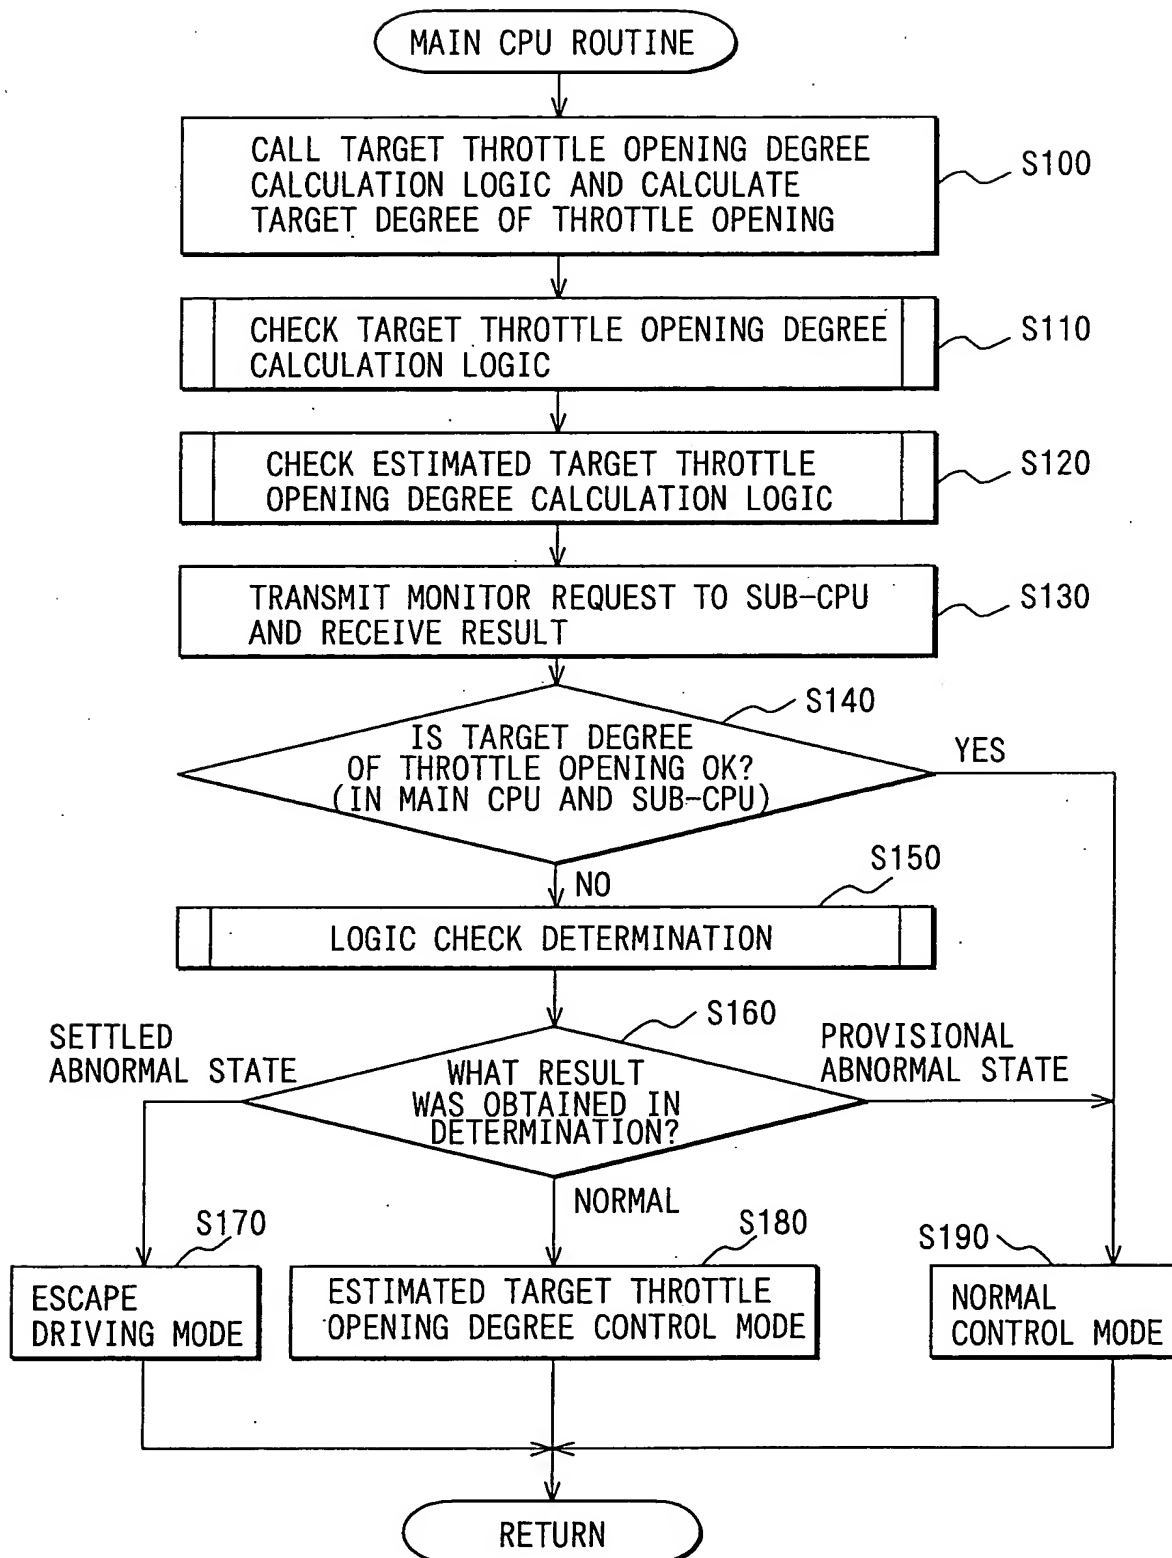 MAIN CPU ROUTINE
CALL TARGET THROTTLE OPENING DEGREE
CALCULATION LOGIC AND CALCULATE
TARGET DEGREE OF THROTTLE OPENING
S100
CHECK TARGET THROTTLE OPENING DEGREE
CALCULATION LOGIC
S110
CHECK ESTIMATED TARGET THROTTLE
OPENING DEGREE CALCULATION LOGIC
S120
TRANSMIT MONITOR REQUEST TO SUB-CPU
AND RECEIVE RESULT
S130
S140
IS TARGET DEGREE
OF THROTTLE OPENING OK?
(IN MAIN CPU AND SUB-CPU)
YES
NO
S150
LOGIC CHECK DETERMINATION
S160
SETTLED
ABNORMAL STATE
WHAT RESULT
WAS OBTAINED IN
DETERMINATION?
PROVISIONAL
ABNORMAL STATE
NORMAL
S170
ESCAPE
DRIVING MODE
S180
ESTIMATED TARGET THROTTLE
OPENING DEGREE CONTROL MODE
S190
NORMAL
CONTROL MODE
RETURN